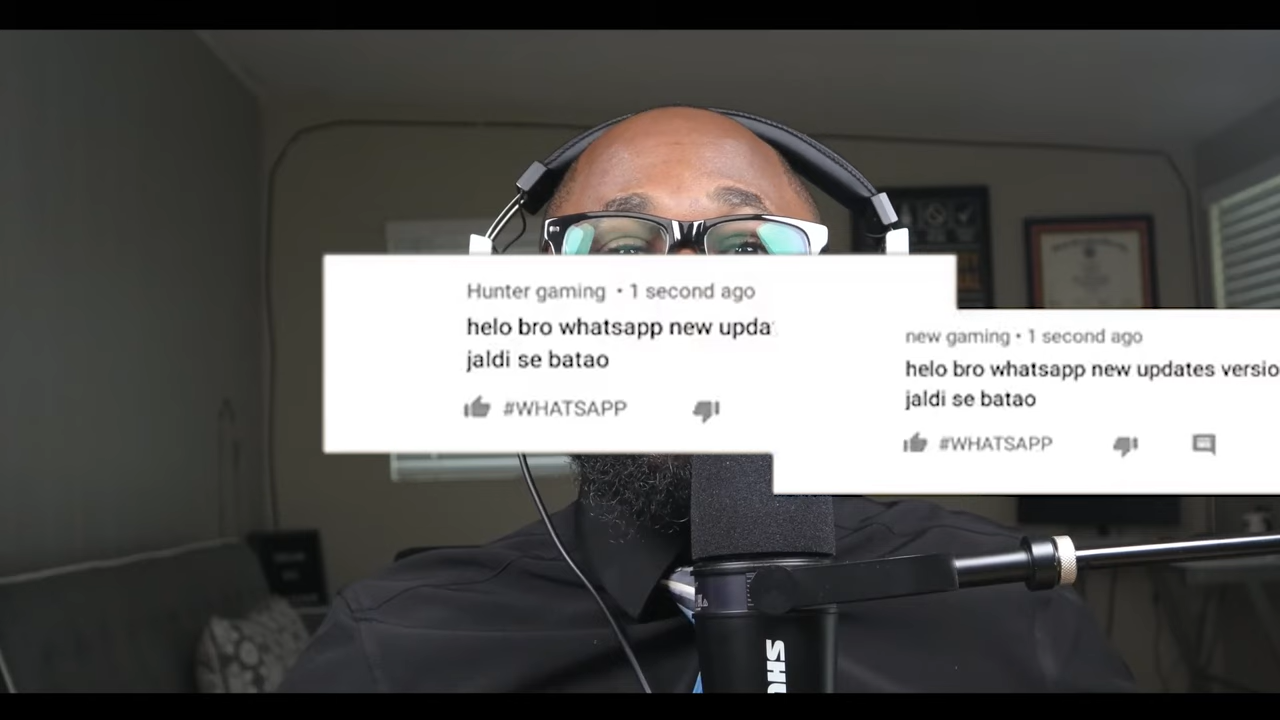 Hunter gaming • 1 second ago
helo bro whatsapp new upda
jaldi se batao
#WHATSAPP
new gaming • 1 second ago
helo bro whatsapp new updates versio
jaldi se batao
#WHATSAPP